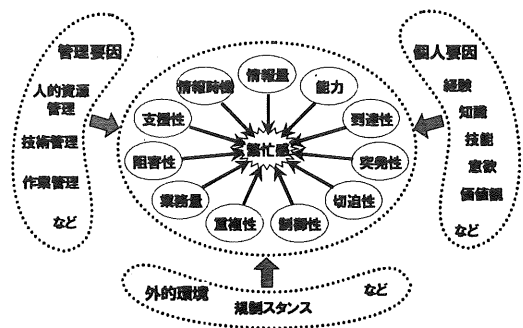 管理要因
人的資源
管理
技術管理
作業管理
など
個人要因
経験
知識
技能
意欲
価値観
など
情報量
能力
到達性
突発性
切迫性
制御性
重複性
業務量
阻害性
支援性
情報時機
繁忙感
外的環境
規制スタンス
など